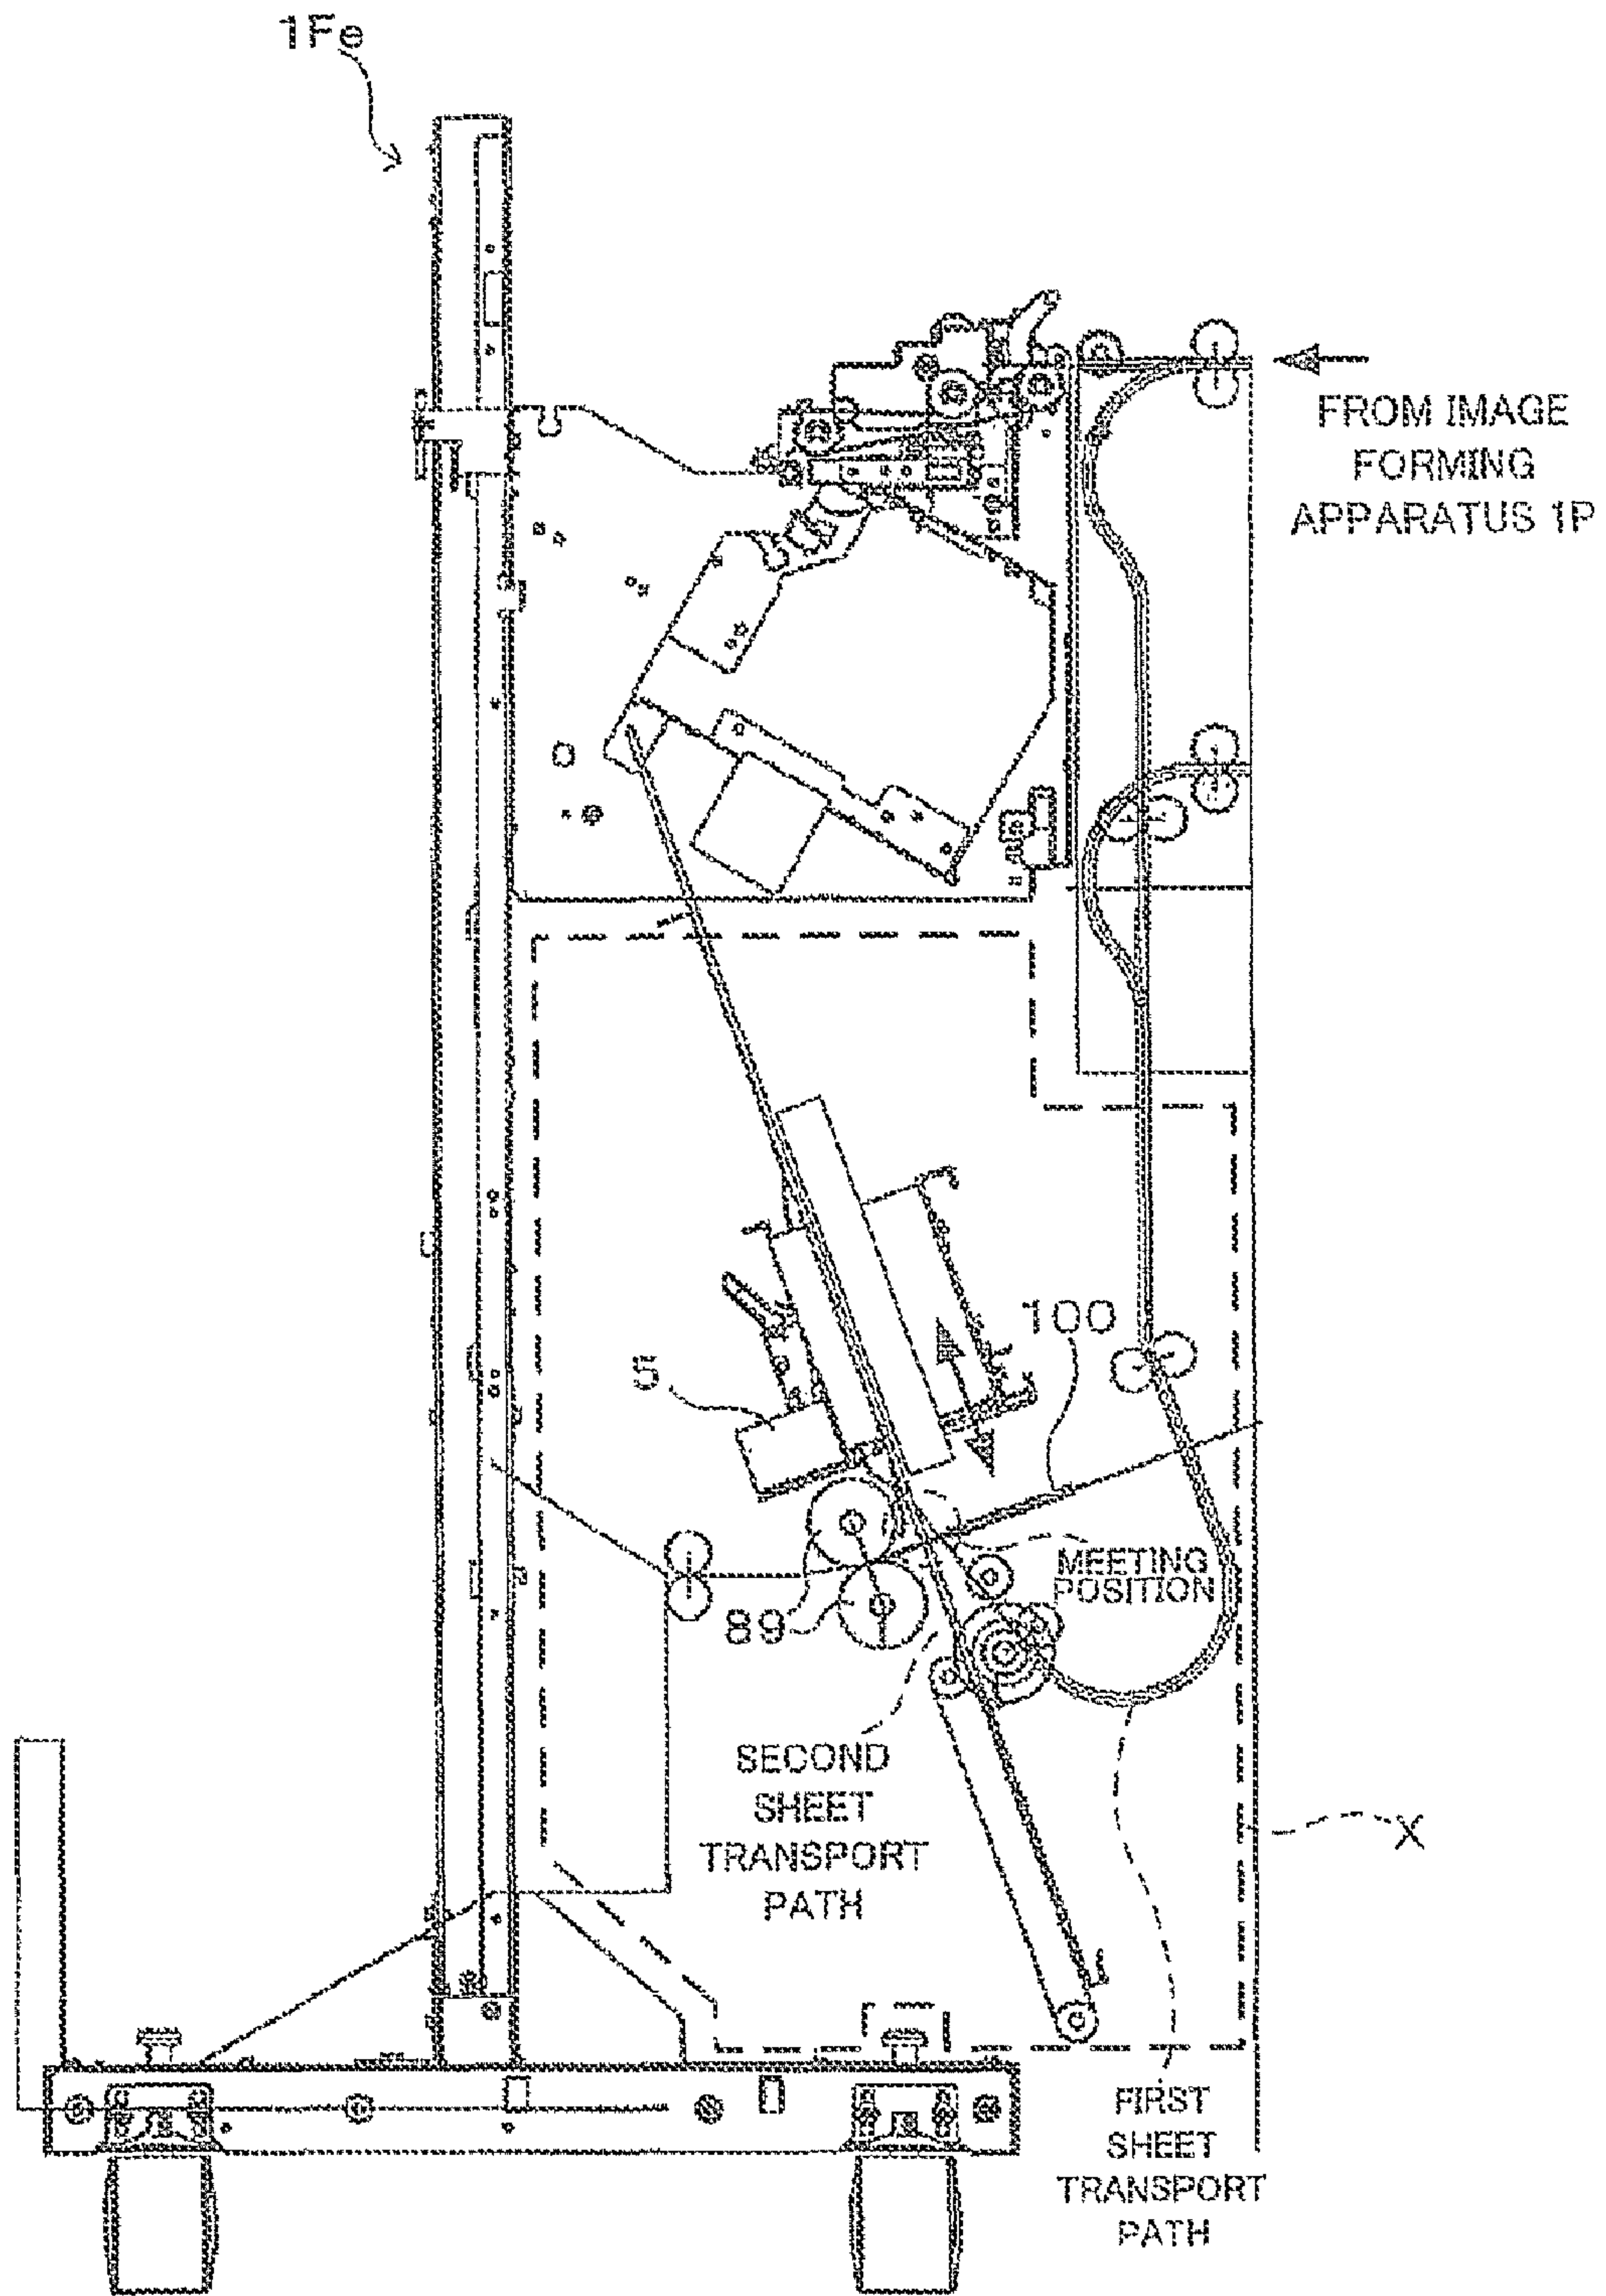 1Fe
FROM IMAGE
FORMING
APPARATUS 1P
100
5
MEETING
POSITION
89
SECOND
SHEET
TRANSPORT
PATH
X
FIRST
SHEET
TRANSPORT
PATH